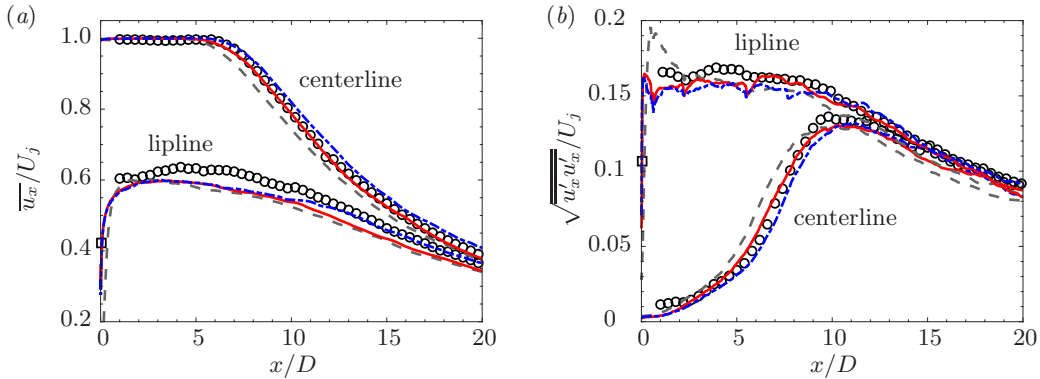 (a)
1.0
0.8
0.6
0.4
0.2
centerline
lipline
$\overline{u_x}/U_j$
0 5 10 15 20
x/D
(b)
0.2
0.15
0.1
0.05
0
lipline
centerline
$\sqrt{\overline{u_x' u_x'}}/U_j$
0 5 10 15 20
x/D